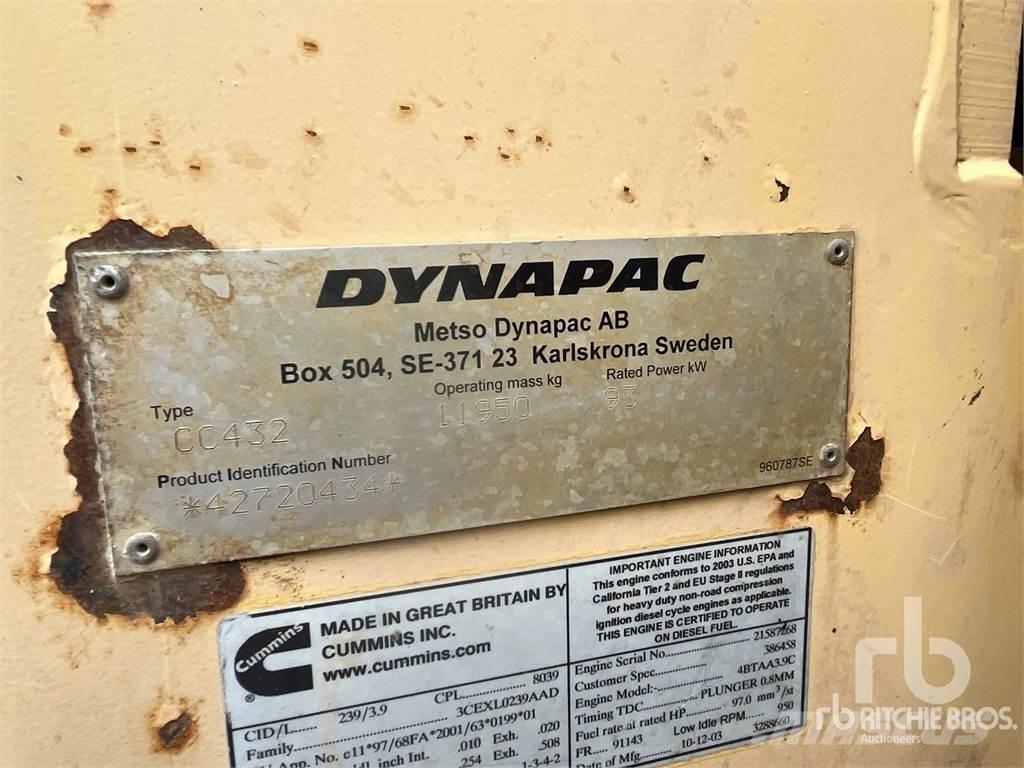 DYNAPAC
Metso Dynapac AB
Box 504, SE-371 23 Karlskrona Sweden
Operating mass kg Rated Power kW
11950 93
Type
CC432
Product Identification Number
*42720434*
960787SE
MADE IN GREAT BRITAIN BY
CUMMINS INC.
www.cummins.com
Cummins
®
CPL. 8039
CID/L. 239/3.9
Family. 3CEXL0239AAD
App. No. e11*97/68FA*2001/63*0199*01
inch Int. .010 Exh. .020
.254 Exh. .508
1-3-4-2
IMPORTANT ENGINE INFORMATION
This engine conforms to 2003 U.S. EPA and
California Tier 2 and EU Stage II regulations
for heavy duty non-road compression
ignition diesel cycle engines as applicable.
THIS ENGINE IS CERTIFIED TO OPERATE
ON DIESEL FUEL.
Engine Serial No. 21587268
Customer Spec. 386458
Engine Model:- 4BTAA3.9C
Timing TDC. PLUNGER 0.8MM
Fuel rate at rated HP. 97.0 mm³/st
FR. 91143 Low Idle RPM. 950
Date of Mfg. 10-12-03 3288660
rb
rb RITCHIE BROS.
Auctioneers